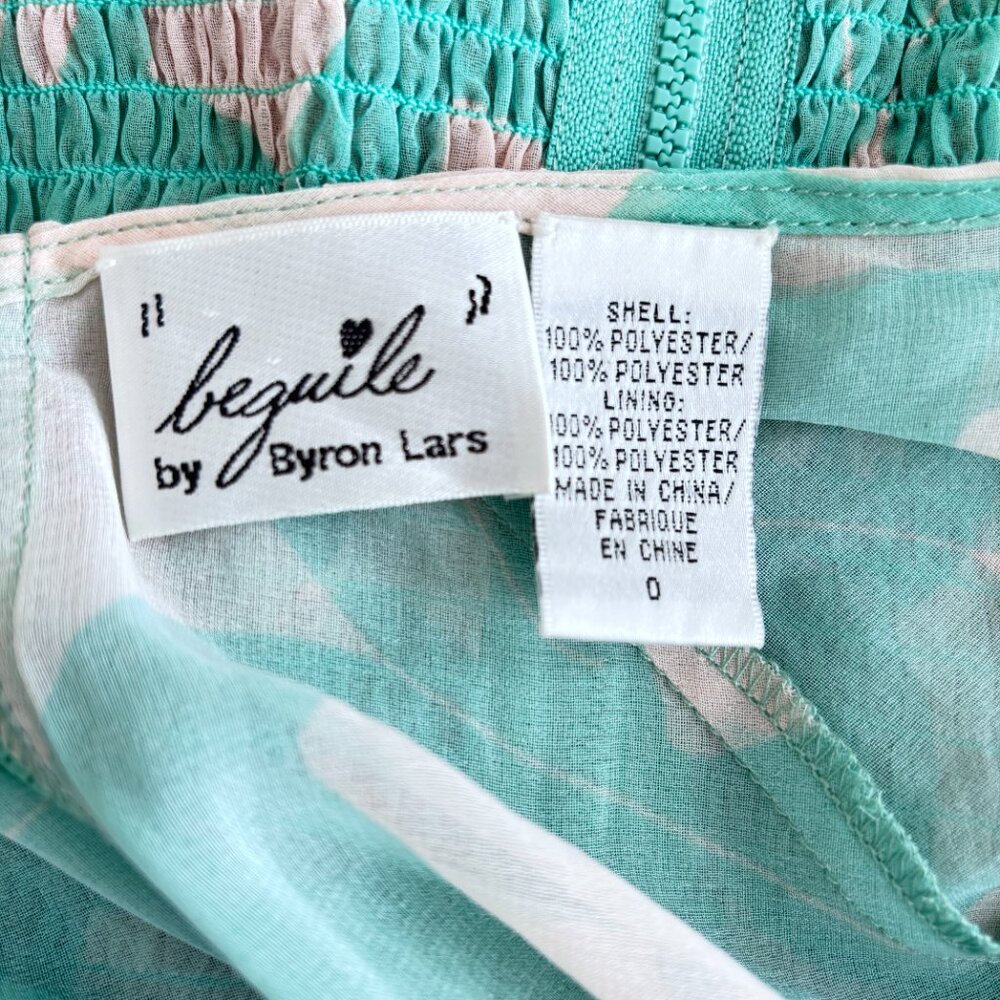 "beguile"
by Byron Lars
SHELL:
100% POLYESTER/
100% POLYESTER
LINING:
100% POLYESTER/
100% POLYESTER
MADE IN CHINA/
FABRIQUE
EN CHINE
0